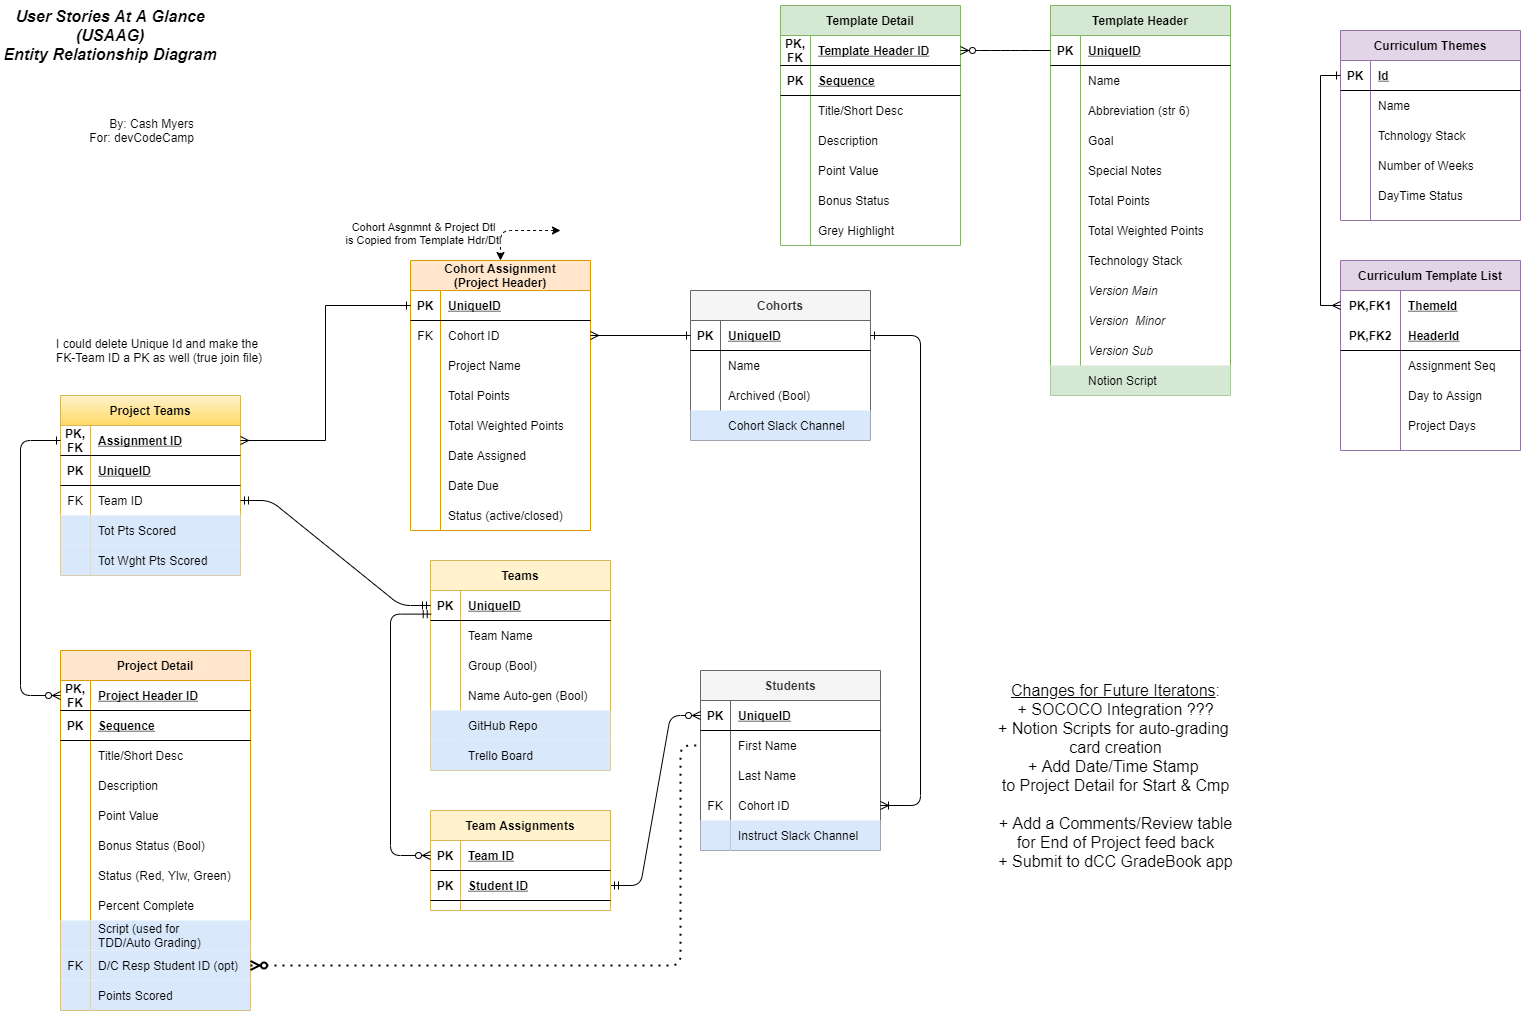 User Stories At A Glance
(USAAG)
Entity Relationship Diagram
By: Cash Myers
For: devCodeCamp
Template Detail
PK, FK Template Header ID
PK Sequence
Title/Short Desc
Description
Point Value
Bonus Status
Grey Highlight
Template Header
PK UniqueID
Name
Abbreviation (str 6)
Goal
Special Notes
Total Points
Total Weighted Points
Technology Stack
Version Main
Version Minor
Version Sub
Notion Script
Curriculum Themes
PK Id
Name
Tchnology Stack
Number of Weeks
DayTime Status
Curriculum Template List
PK,FK1 ThemeId
PK,FK2 HeaderId
Assignment Seq
Day to Assign
Project Days
Cohort Asgnmnt & Project Dtl
is Copied from Template Hdr/Dtl
Cohort Assignment
(Project Header)
PK UniqueID
FK Cohort ID
Project Name
Total Points
Total Weighted Points
Date Assigned
Date Due
Status (active/closed)
Cohorts
PK UniqueID
Name
Archived (Bool)
Cohort Slack Channel
I could delete Unique Id and make the
FK-Team ID a PK as well (true join file)
Project Teams
PK, FK Assignment ID
PK UniqueID
FK Team ID
Tot Pts Scored
Tot Wght Pts Scored
Teams
PK UniqueID
Team Name
Group (Bool)
Name Auto-gen (Bool)
GitHub Repo
Trello Board
Project Detail
PK, FK Project Header ID
PK Sequence
Title/Short Desc
Description
Point Value
Bonus Status (Bool)
Status (Red, Ylw, Green)
Percent Complete
Script (used for
TDD/Auto Grading)
FK D/C Resp Student ID (opt)
Points Scored
Team Assignments
PK Team ID
PK Student ID
Students
PK UniqueID
First Name
Last Name
FK Cohort ID
Instruct Slack Channel
Changes for Future Iteratons:
+ SOCOCO Integration ???
+ Notion Scripts for auto-grading
card creation
+ Add Date/Time Stamp
to Project Detail for Start & Cmp
+ Add a Comments/Review table
for End of Project feed back
+ Submit to dCC GradeBook app